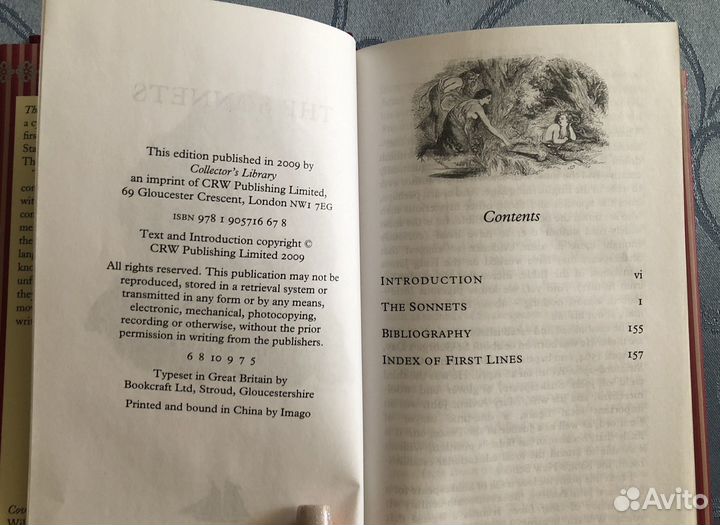 THE SONNETS
This edition published in 2009 by
Collector's Library
an imprint of CRW Publishing Limited,
69 Gloucester Crescent, London NW1 7EG
ISBN 978 1 905716 67 8
Text and Introduction copyright ©
CRW Publishing Limited 2009
All rights reserved. This publication may not be
reproduced, stored in a retrieval system or
transmitted in any form or by any means,
electronic, mechanical, photocopying,
recording or otherwise, without the prior
permission in writing from the publishers.
6 8 10 9 7 5
Typeset in Great Britain by
Bookcraft Ltd, Stroud, Gloucestershire
Printed and bound in China by Imago
Contents
INTRODUCTION vi
THE SONNETS 1
BIBLIOGRAPHY 155
INDEX OF FIRST LINES 157
Avito